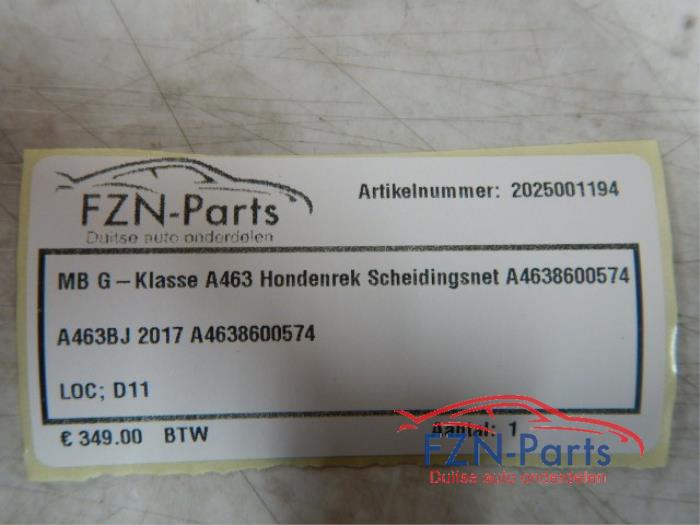 FZN-Parts
Duitse auto onderdelen
Artikelnummer: 2025001194
MB G – Klasse A463 Hondenrek Scheidingsnet A4638600574
A463BJ 2017 A4638600574
LOC; D11
€ 349.00 BTW
Aantal: 1
FZN-Parts
Duitse auto onderdelen